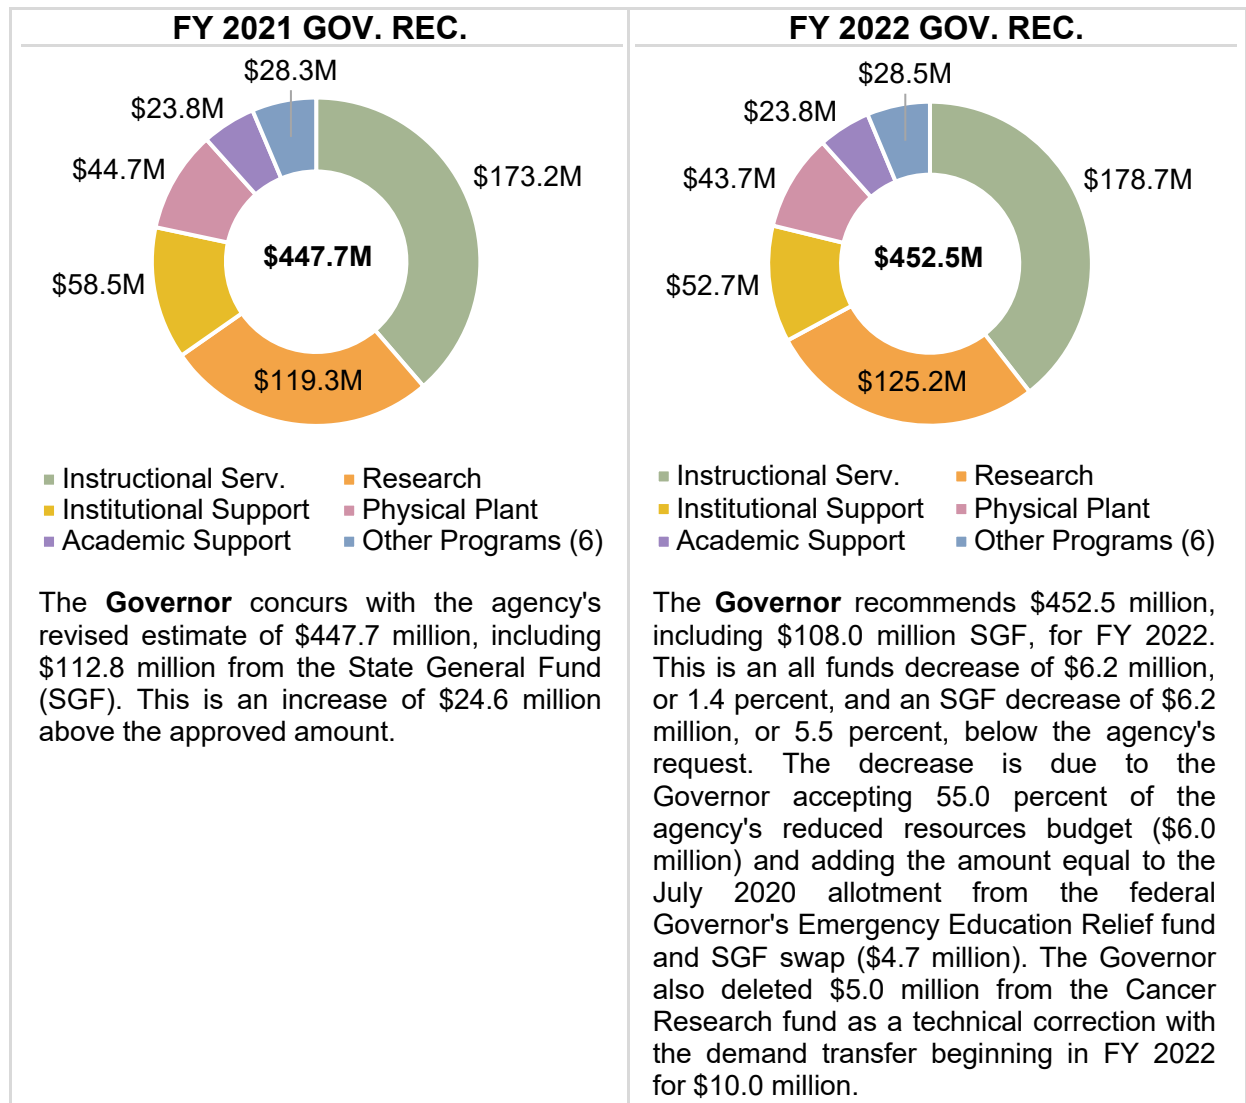 FY 2021 GOV. REC.
$28.3M
$23.8M
$44.7M
$173.2M
$447.7M
$58.5M
$119.3M
Instructional Serv.
Research
Institutional Support
Physical Plant
Academic Support
Other Programs (6)
The Governor concurs with the agency's
revised estimate of $447.7 million, including
$112.8 million from the State General Fund
(SGF). This is an increase of $24.6 million
above the approved amount.
FY 2022 GOV. REC.
$28.5M
$23.8M
$43.7M
$178.7M
$452.5M
$52.7M
$125.2M
Instructional Serv.
Research
Institutional Support
Physical Plant
Academic Support
Other Programs (6)
The Governor recommends $452.5 million,
including $108.0 million SGF, for FY 2022.
This is an all funds decrease of $6.2 million,
or 1.4 percent, and an SGF decrease of $6.2
million, or 5.5 percent, below the agency's
request. The decrease is due to the
Governor accepting 55.0 percent of the
agency's reduced resources budget ($6.0
million) and adding the amount equal to the
July 2020 allotment from the federal
Governor's Emergency Education Relief fund
and SGF swap ($4.7 million). The Governor
also deleted $5.0 million from the Cancer
Research fund as a technical correction with
the demand transfer beginning in FY 2022
for $10.0 million.